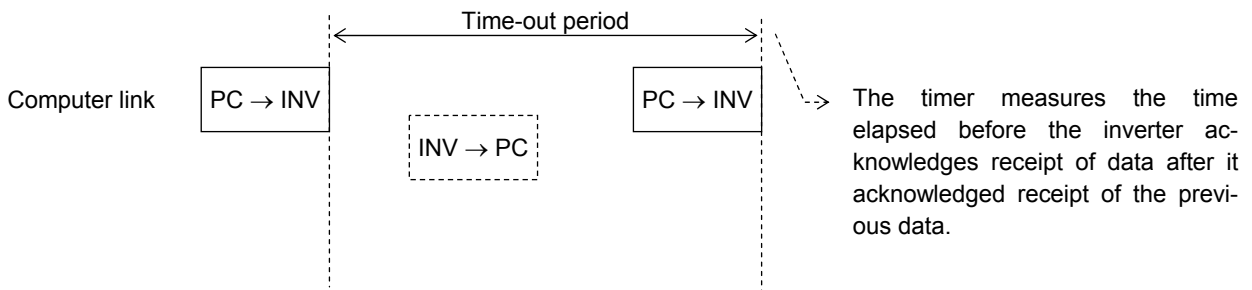 Time-out period
Computer link
PC → INV
INV → PC
PC → INV
The timer measures the time
elapsed before the inverter ac-
knowledges receipt of data after it
acknowledged receipt of the previ-
ous data.